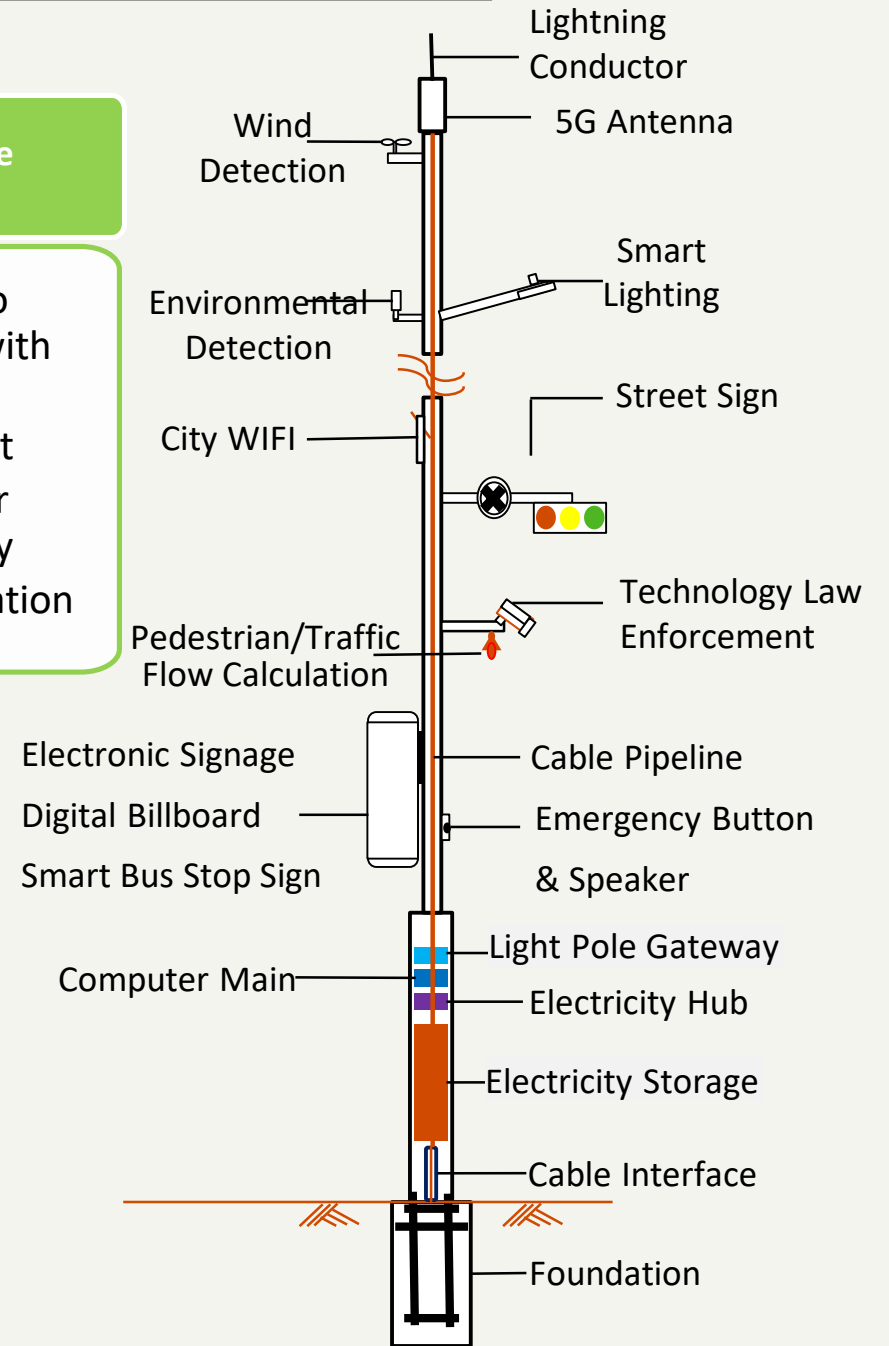 Lightning
Conductor
5G Antenna
Wind
Detection
Smart
Lighting
Environmental
Detection
Street Sign
City WIFI
Technology Law
Enforcement
Pedestrian/Traffic
Flow Calculation
Electronic Signage
Digital Billboard
Smart Bus Stop Sign
Cable Pipeline
Emergency Button
& Speaker
Light Pole Gateway
Computer Main
Electricity Hub
Electricity Storage
Cable Interface
Foundation